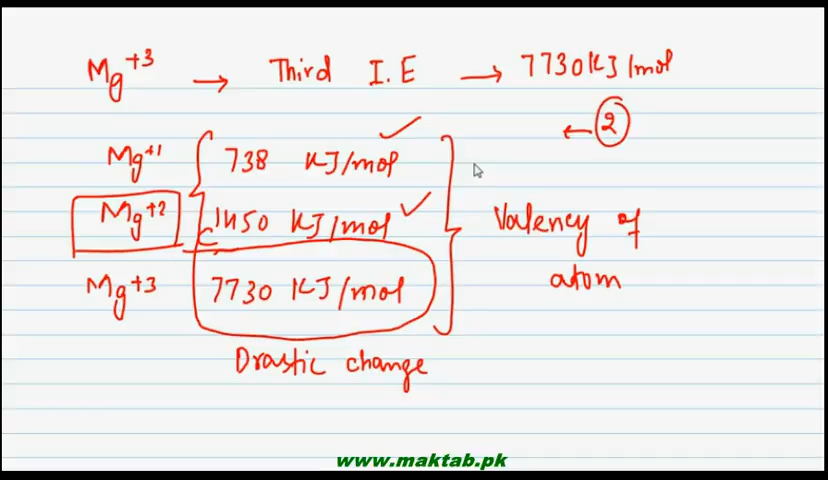 Mg+3 → Third I.E → 7730 KJ/mol
← 2
Mg+1 738 KJ/mol
Mg+2 1450 KJ/mol
Valency of
Mg+3 7730 KJ/mol
atom
Drastic change
www.maktab.pk